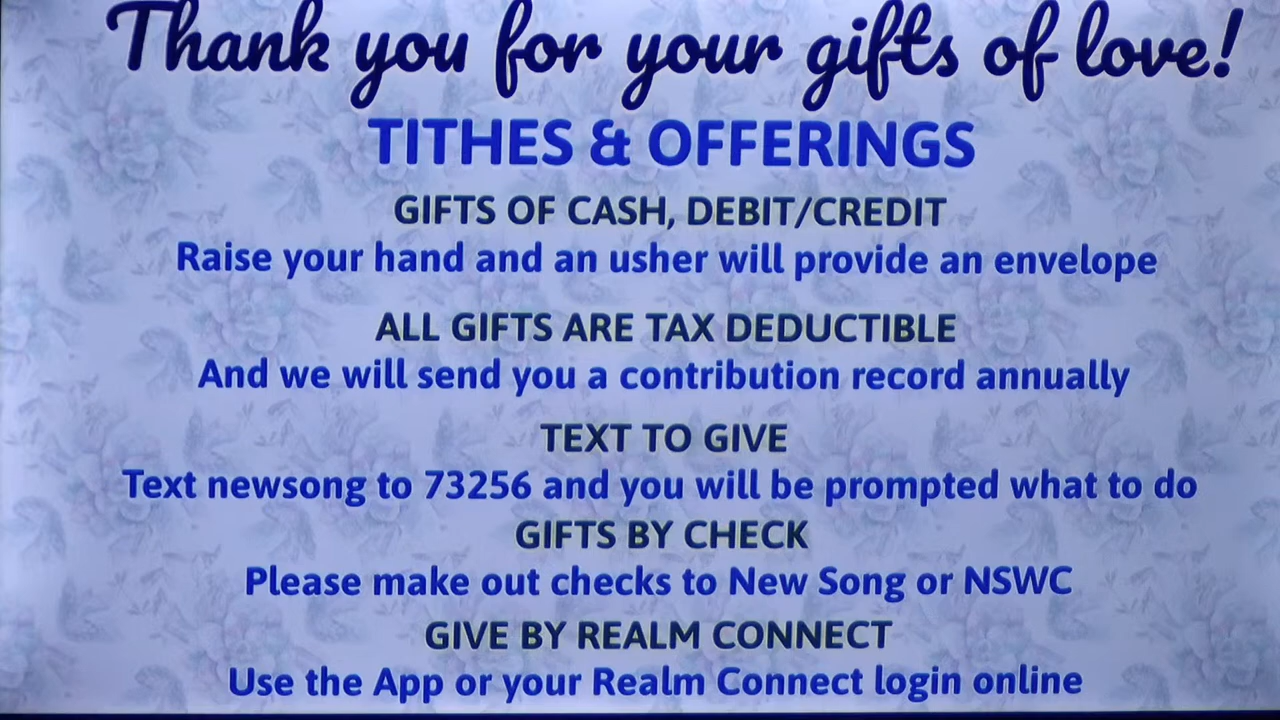 Thank you for your gifts of love!
TITHES & OFFERINGS
GIFTS OF CASH, DEBIT/CREDIT
Raise your hand and an usher will provide an envelope
ALL GIFTS ARE TAX DEDUCTIBLE
And we will send you a contribution record annually
TEXT TO GIVE
Text newsong to 73256 and you will be prompted what to do
GIFTS BY CHECK
Please make out checks to New Song or NSWC
GIVE BY REALM CONNECT
Use the App or your Realm Connect login online